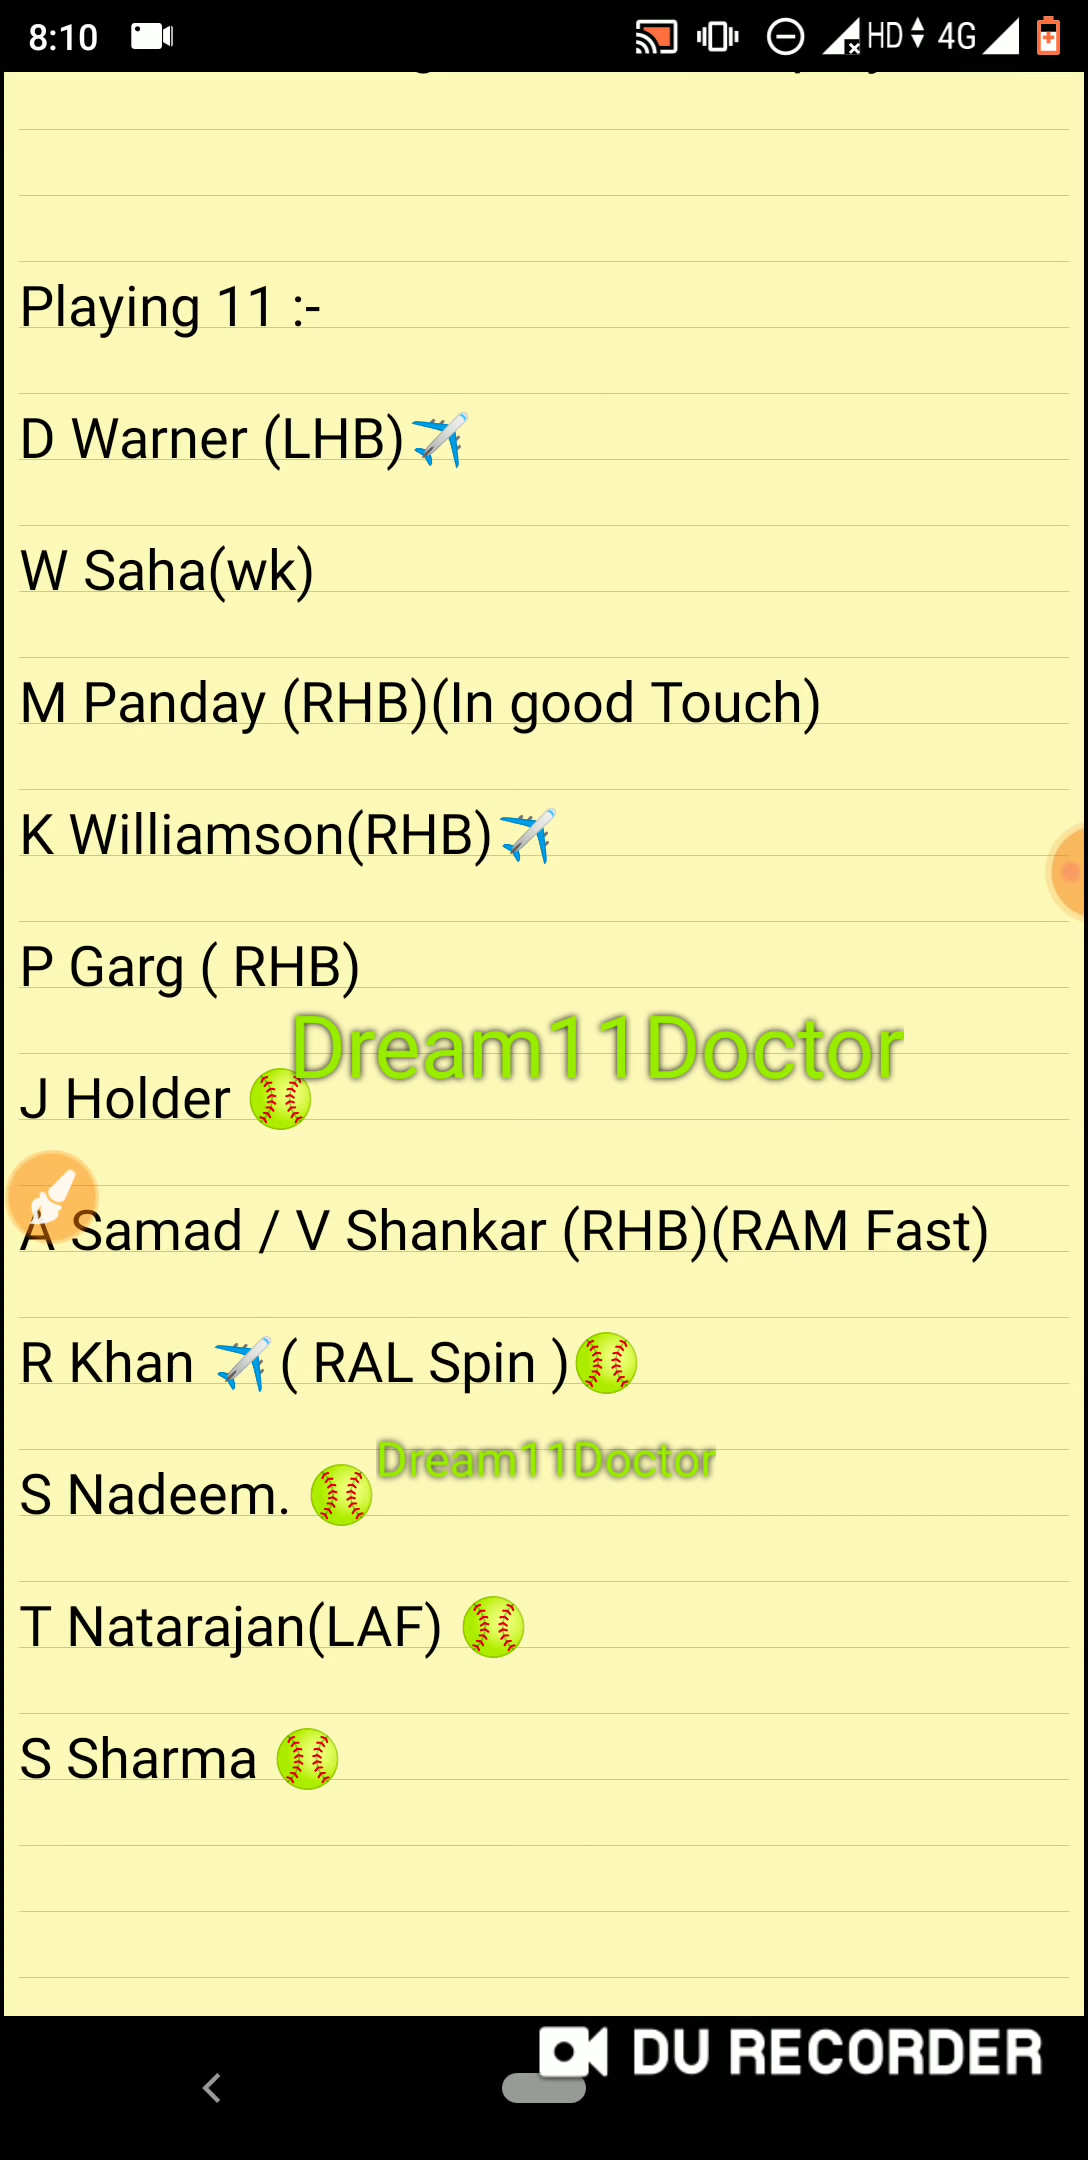 8:10 HD 4G
Playing 11 :-
D Warner (LHB)✈️
W Saha(wk)
M Panday (RHB)(In good Touch)
K Williamson(RHB)✈️
P Garg ( RHB)
Dream11Doctor
J Holder 🥎
A Samad / V Shankar (RHB)(RAM Fast)
R Khan ✈️( RAL Spin )🥎
Dream11Doctor
S Nadeem. 🥎
T Natarajan(LAF) 🥎
S Sharma 🥎
DU RECORDER